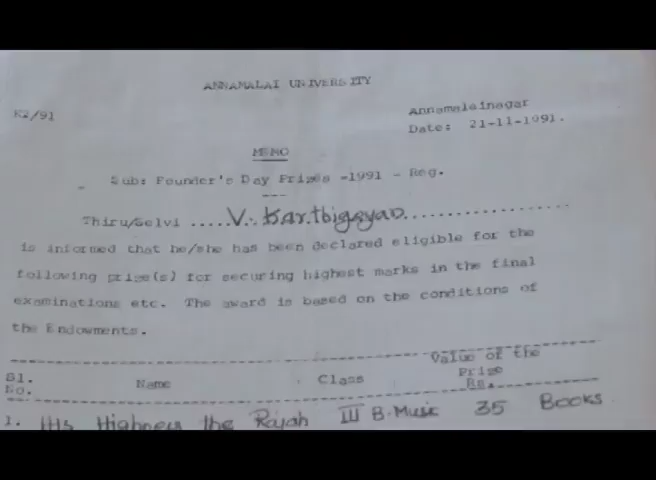 ANNAMALAI UNIVERSITY
K2/91
Annamalainagar
Date: 21-11-1991.
MEMO
Sub: Founder's Day Prizes -1991 - Reg.
Thiru/Selvi ..... V. Karthigeyan ....................
is informed that he/she has been declared eligible for the
following prize(s) for securing highest marks in the final
examinations etc. The award is based on the conditions of
the Endowments.
Sl. No. Name Class Value of the Prize Rs.
1. His Highness the Rajah III B.Music 35 Books